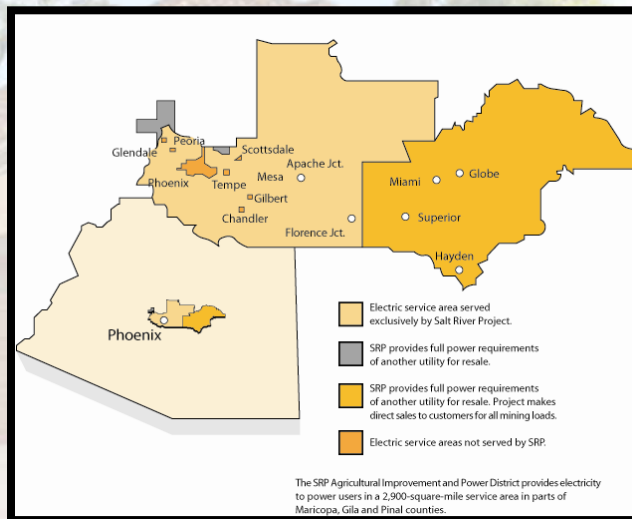 Peoria
Glendale
Scottsdale
Apache Jct.
Mesa
Phoenix
Tempe
Gilbert
Chandler
Florence Jct.
Globe
Miami
Superior
Hayden
Phoenix
Electric service area served
exclusively by Salt River Project.
SRP provides full power requirements
of another utility for resale.
SRP provides full power requirements
of another utility for resale. Project makes
direct sales to customers for all mining loads.
Electric service areas not served by SRP.
The SRP Agricultural Improvement and Power District provides electricity
to power users in a 2,900-square-mile service area in parts of
Maricopa, Gila and Pinal counties.